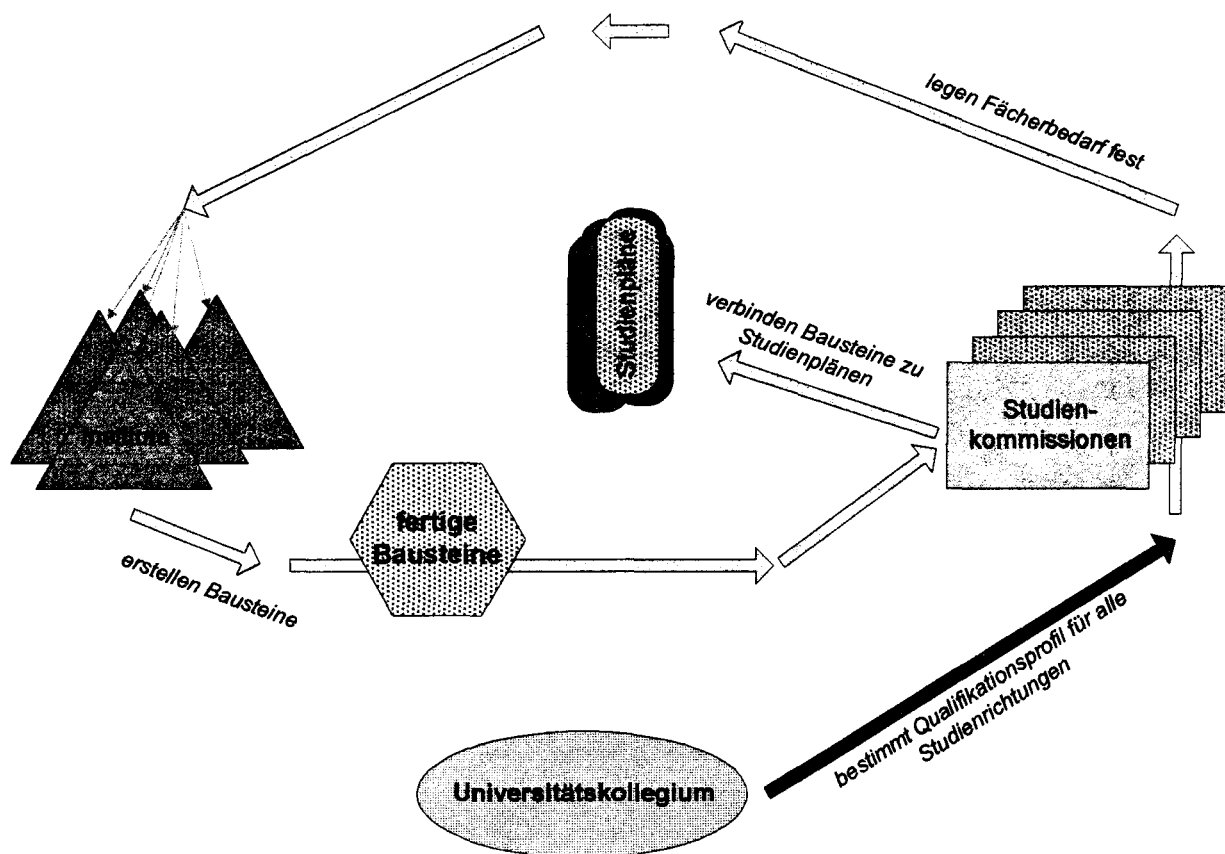 legen Fächerbedarf fest
Studienpläne
verbinden Bausteine zu
Studienplänen
Studien-
kommissionen
Institute
fertige
Bausteine
erstellen Bausteine
bestimmt Qualifikationsprofil für alle
Studienrichtungen
Universitätskollegium